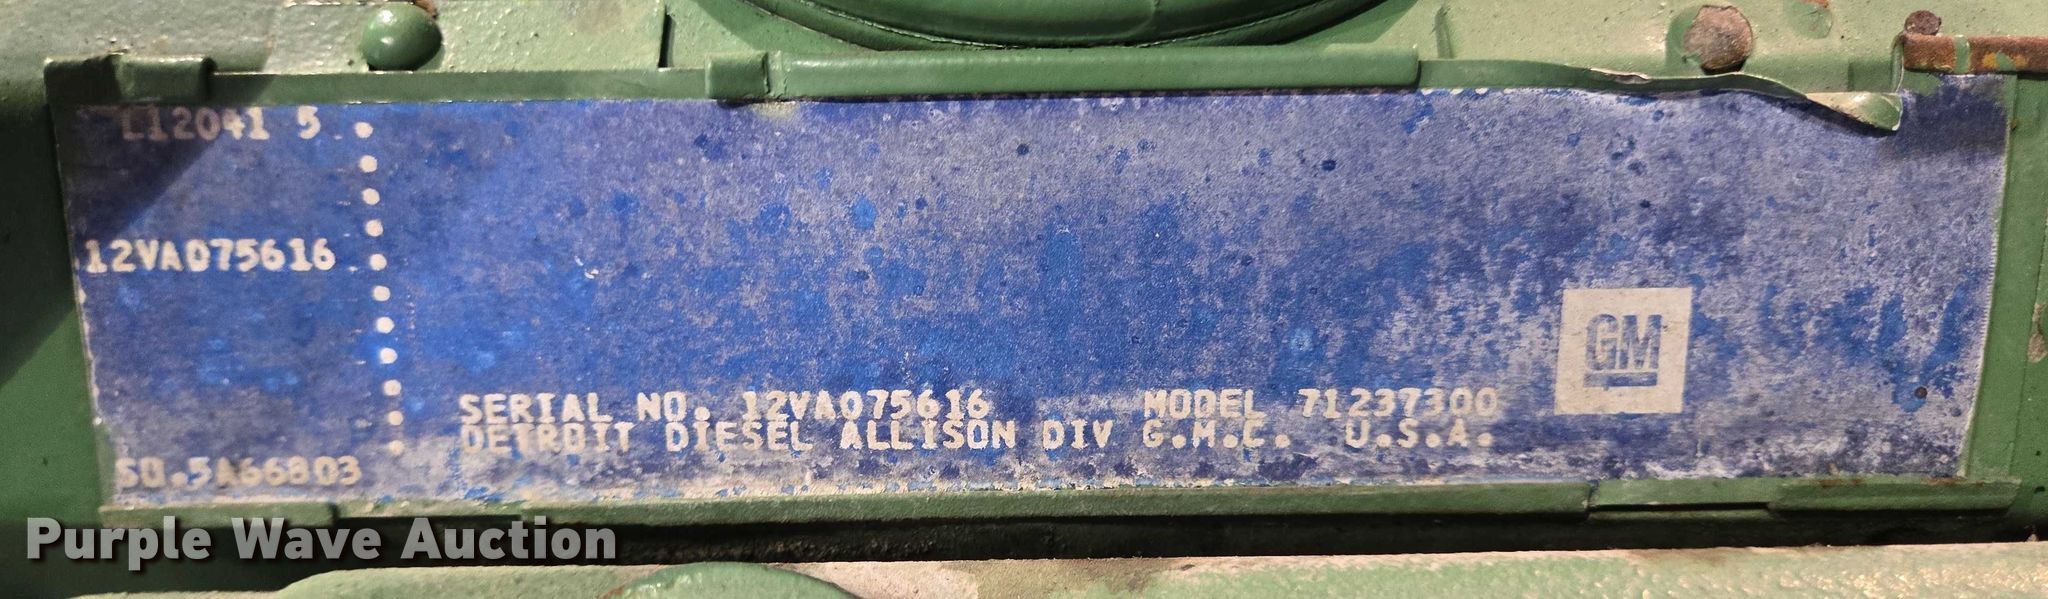 L12041 5
12VA075616
SERIAL NO. 12VA075616 MODEL 71237300
DETROIT DIESEL ALLISON DIV G.M.C. U.S.A.
GM
SO.5A66803
Purple Wave Auction